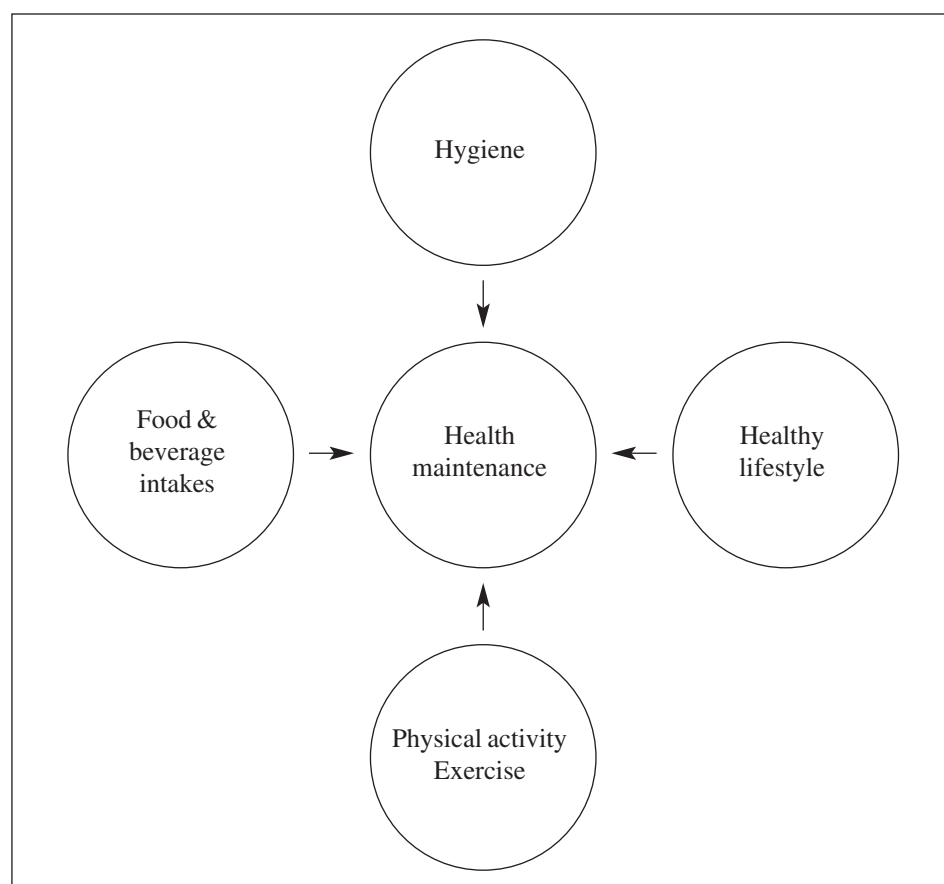 Hygiene
Food &
beverage
intakes
Health
maintenance
Healthy
lifestyle
Physical activity
Exercise